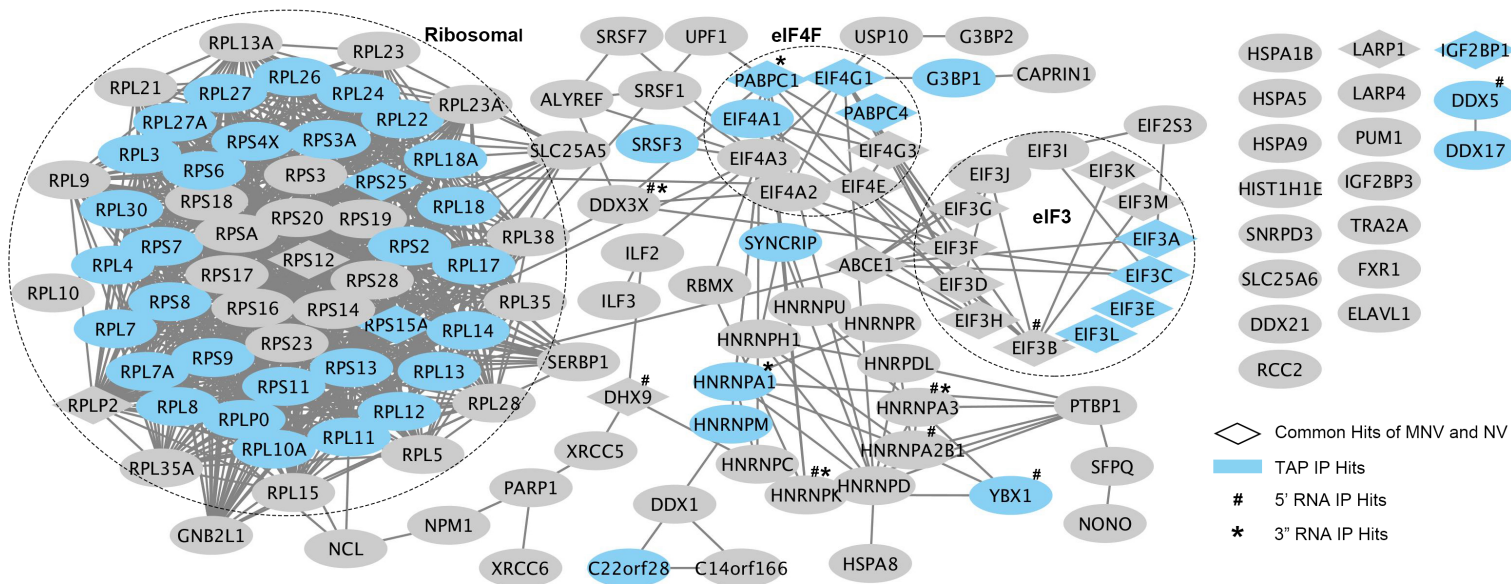 Ribosomal
RPL13A
RPL23
RPL21
RPL26
RPL27
RPL24
RPL23A
RPL27A
RPL22
RPS4X
RPS3A
RPL3
RPS6
RPL18A
RPS3
RPS25
RPL9
RPS18
RPL30
RPS20
RPS19
RPL18
RPSA
RPL38
RPS7
RPS2
RPL4
RPS12
RPL17
RPS17
RPS28
RPL10
RPS8
RPS16
RPS14
RPL35
RPL7
RPS15A
RPL14
RPS23
RPS9
RPS13
RPL13
RPL7A
RPS11
RPLP2
RPL8
RPLP0
RPL12
RPL28
RPL10A
RPL11
RPL5
RPL35A
RPL15
GNB2L1
NCL
NPM1
SRSF7
UPF1
ALYREF
SRSF1
SLC25A5
SRSF3
#*
DDX3X
ILF2
ILF3
RBMX
SERBP1
#
DHX9
XRCC5
PARP1
XRCC6
DDX1
C22orf28
C14orf166
eIF4F
*
PABPC1
EIF4G1
PABPC4
EIF4A1
EIF4A3
EIF4G3
EIF4A2
EIF4E
USP10
G3BP2
G3BP1
CAPRIN1
SYNCRIP
ABCE1
HNRNPU
HNRNPR
HNRNPH1
HNRPDL
*
HNRNPA1
#*
HNRNPA3
HNRNPM
#
HNRNPA2B1
HNRNPC
#*
HNRNPK
HNRNPD
HSPA8
#
YBX1
PTBP1
SFPQ
NONO
eIF3
EIF2S3
EIF3I
EIF3J
EIF3K
EIF3G
EIF3M
EIF3F
EIF3A
EIF3C
EIF3D
EIF3E
EIF3H
#
EIF3B
EIF3L
HSPA1B
HSPA5
HSPA9
HIST1H1E
SNRPD3
SLC25A6
DDX21
RCC2
LARP1
LARP4
PUM1
IGF2BP3
TRA2A
FXR1
ELAVL1
IGF2BP1
#
DDX5
DDX17
Common Hits of MNV and NV
TAP IP Hits
# 5' RNA IP Hits
* 3" RNA IP Hits